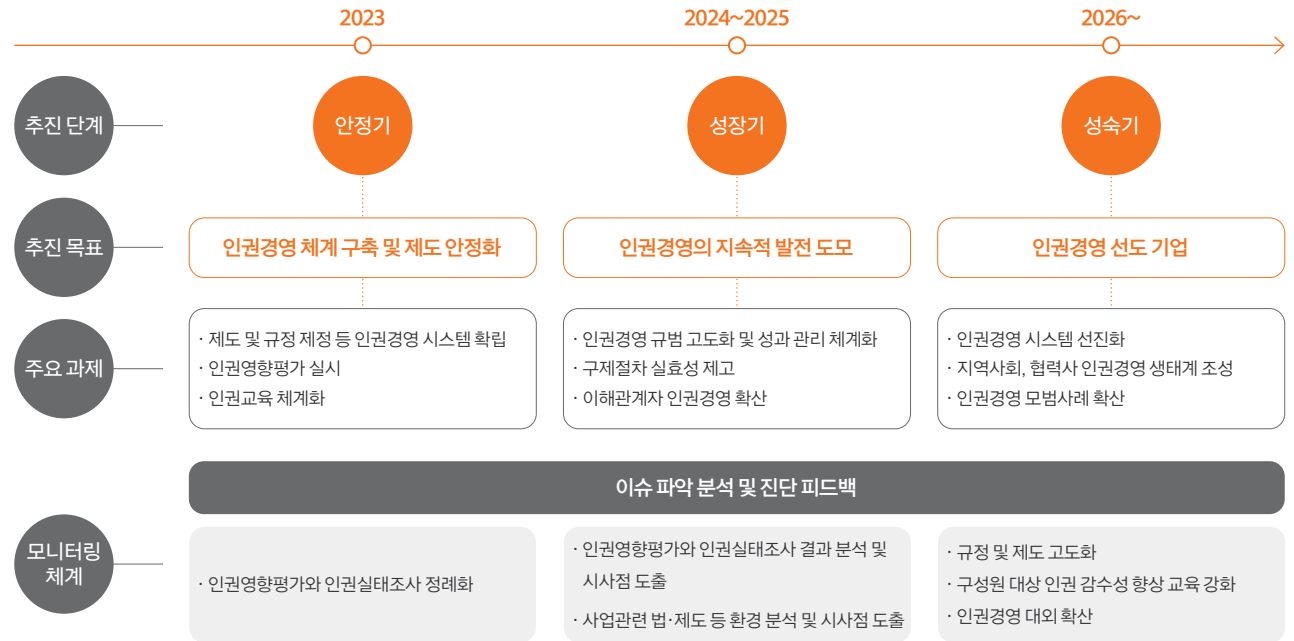 2023
2024~2025
2026~
추진 단계
안정기
성장기
성숙기
추진 목표
인권경영 체계 구축 및 제도 안정화
인권경영의 지속적 발전 도모
인권경영 선도 기업
주요 과제
· 제도 및 규정 제정 등 인권경영 시스템 확립
· 인권영향평가 실시
· 인권교육 체계화
· 인권경영 규범 고도화 및 성과 관리 체계화
· 구제절차 실효성 제고
· 이해관계자 인권경영 확산
· 인권경영 시스템 선진화
· 지역사회, 협력사 인권경영 생태계 조성
· 인권경영 모범사례 확산
이슈 파악 분석 및 진단 피드백
모니터링
체계
· 인권영향평가와 인권실태조사 정례화
· 인권영향평가와 인권실태조사 결과 분석 및
시사점 도출
· 사업관련 법·제도 등 환경 분석 및 시사점 도출
· 규정 및 제도 고도화
· 구성원 대상 인권 감수성 향상 교육 강화
· 인권경영 대외 확산